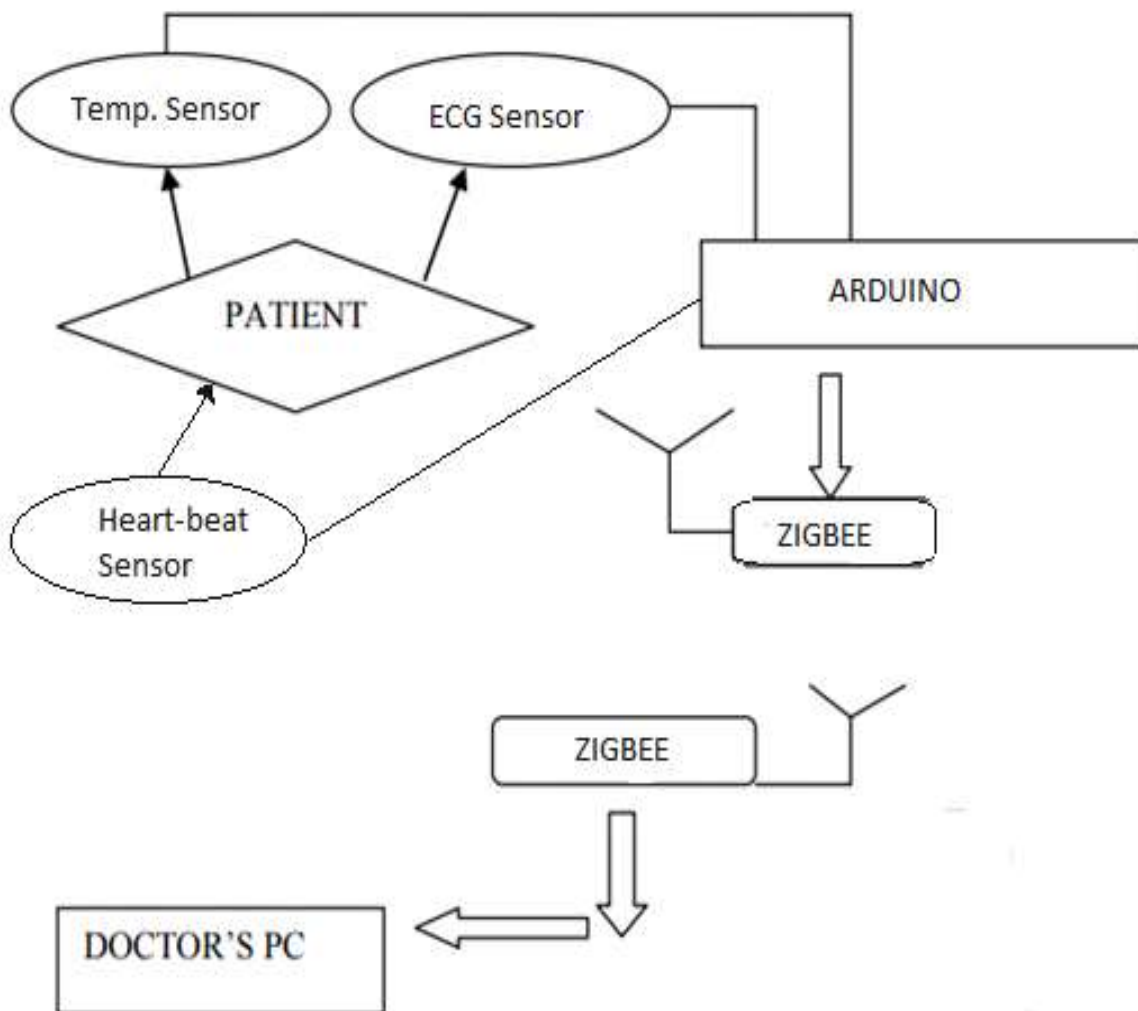 Temp. Sensor
ECG Sensor
ARDUINO
PATIENT
Heart-beat
Sensor
ZIGBEE
ZIGBEE
DOCTOR'S PC